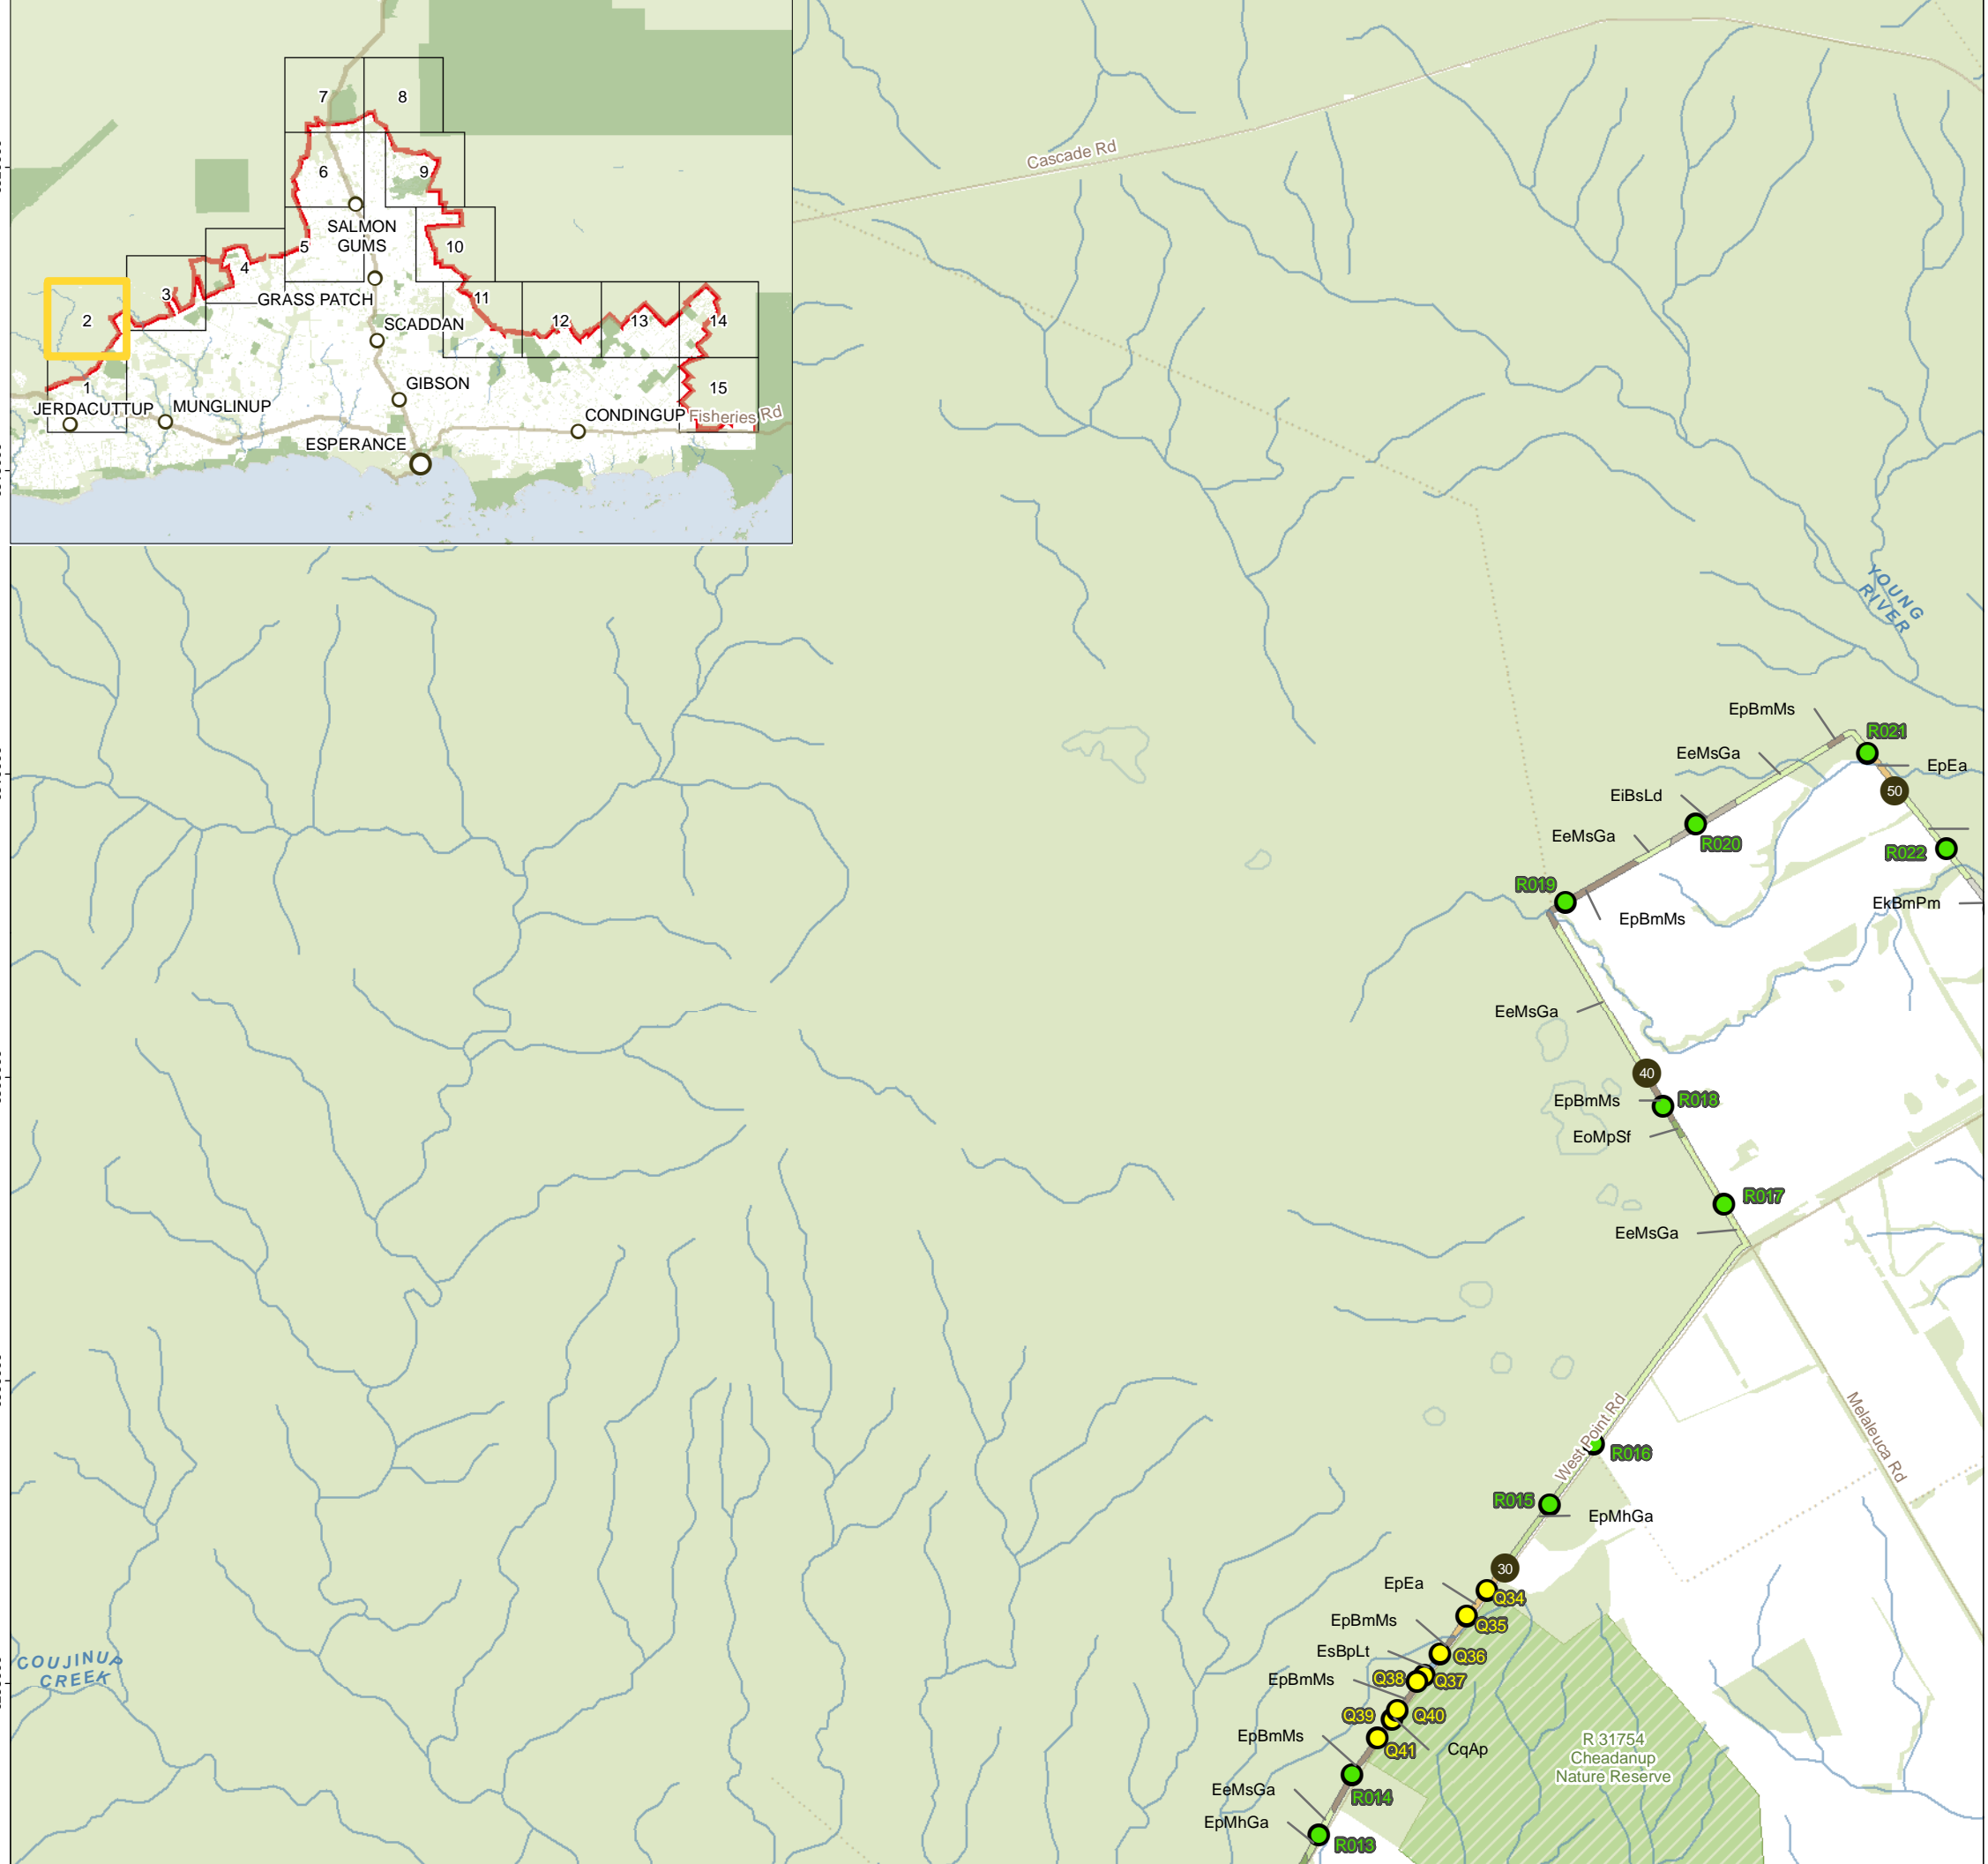 7
8
6
9
SALMON
GUMS
5
10
4
3
GRASS PATCH
11
2
SCADDAN
12
13
14
1
GIBSON
15
JERDACUTTUP
MUNGLINUP
CONDINGUP
Fisheries Rd
ESPERANCE
Cascade Rd
YOUNG
RIVER
EpBmMs
R021
EeMsGa
EpEa
50
EiBsLd
EeMsGa
R020
R022
R019
EpBmMs
EkBmPm
EeMsGa
40
EpBmMs
R018
EoMpSf
R017
EeMsGa
Melaleuca Rd
West Point Rd
R016
R015
EpMhGa
30
EpEa
Q34
EpBmMs
Q35
EsBpLt
Q36
EpBmMs
Q38
Q37
Q39
Q40
EpBmMs
Q41
CqAp
COUJINUP
CREEK
R 31754
Cheadanup
Nature Reserve
EeMsGa
R014
EpMhGa
R013